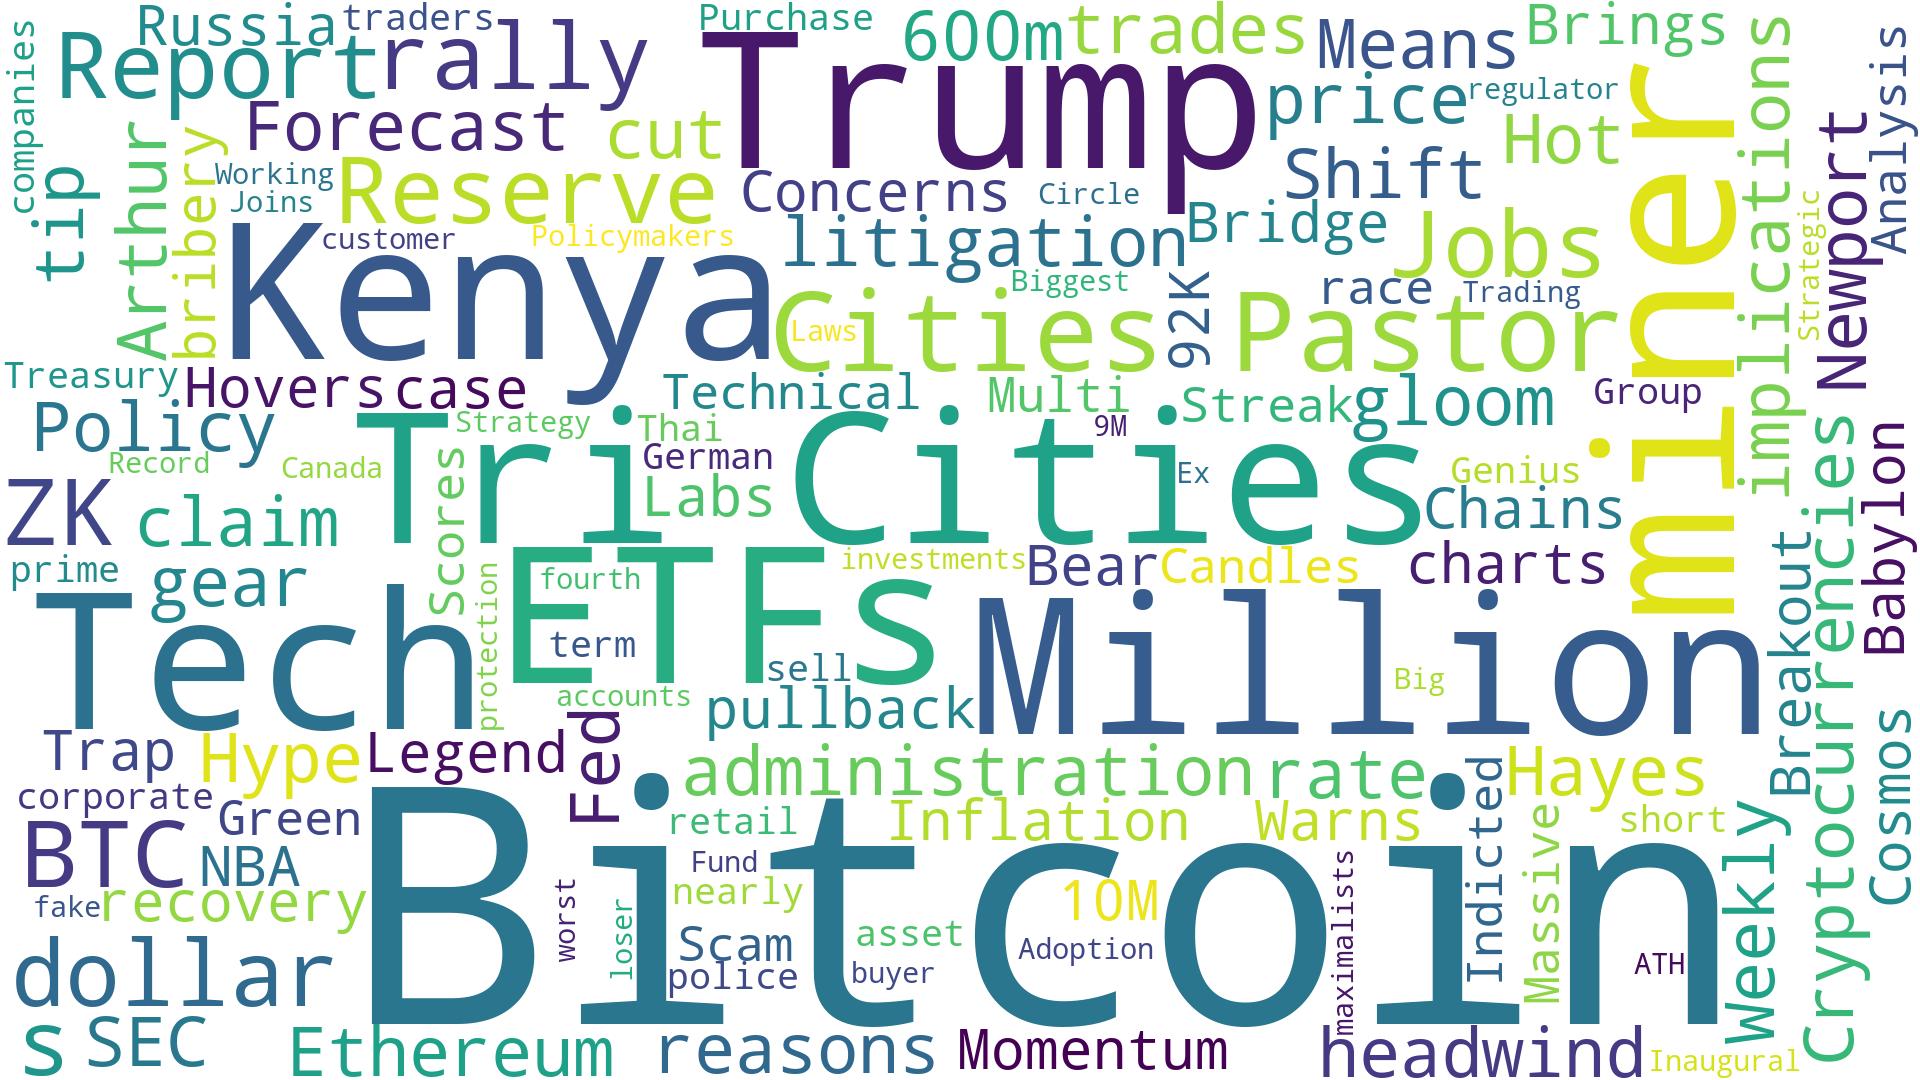 companies
Russia
traders
Report
rally
Purchase
600m
trades
Trump
Means
Brings
implications
Analysis
Forecast
cut
price
regulator
Hot
miner
Newport
tip
Arthur
bribery
Working
Joins
Reserve
Concerns
Circle
Shift
Strategic
customer
Policymakers
litigation
Bridge
Jobs
Kenya
Biggest
92K
race
Trading
Cities
Laws
Pastor
Treasury
Hovers
case
Technical
Multi
Streak
gloom
Group
Policy
Strategy
Thai
9M
Record
Canada
Scores
Tri Cities
German
Labs
Ex
Genius
Chains
Cryptocurrencies
Babylon
ZK
claim
prime
gear
protection
ETFs
fourth
investments
Bear
Candles
charts
Breakout
Tech
term
sell
accounts
Million
Big
pullback
Fed
Trap
Hype
Legend
administration
rate
Hayes
Cosmos
corporate
Green
retail
Inflation
Warns
Indicted
Massive
short
Weekly
BTC
NBA
Bitcoin
Fund
nearly
10M
maximalists
fake
recovery
worst
loser
Scam
asset
Adoption
police
buyer
ATH
dollar
s
SEC
Ethereum
reasons
Momentum
headwind
Inaugural